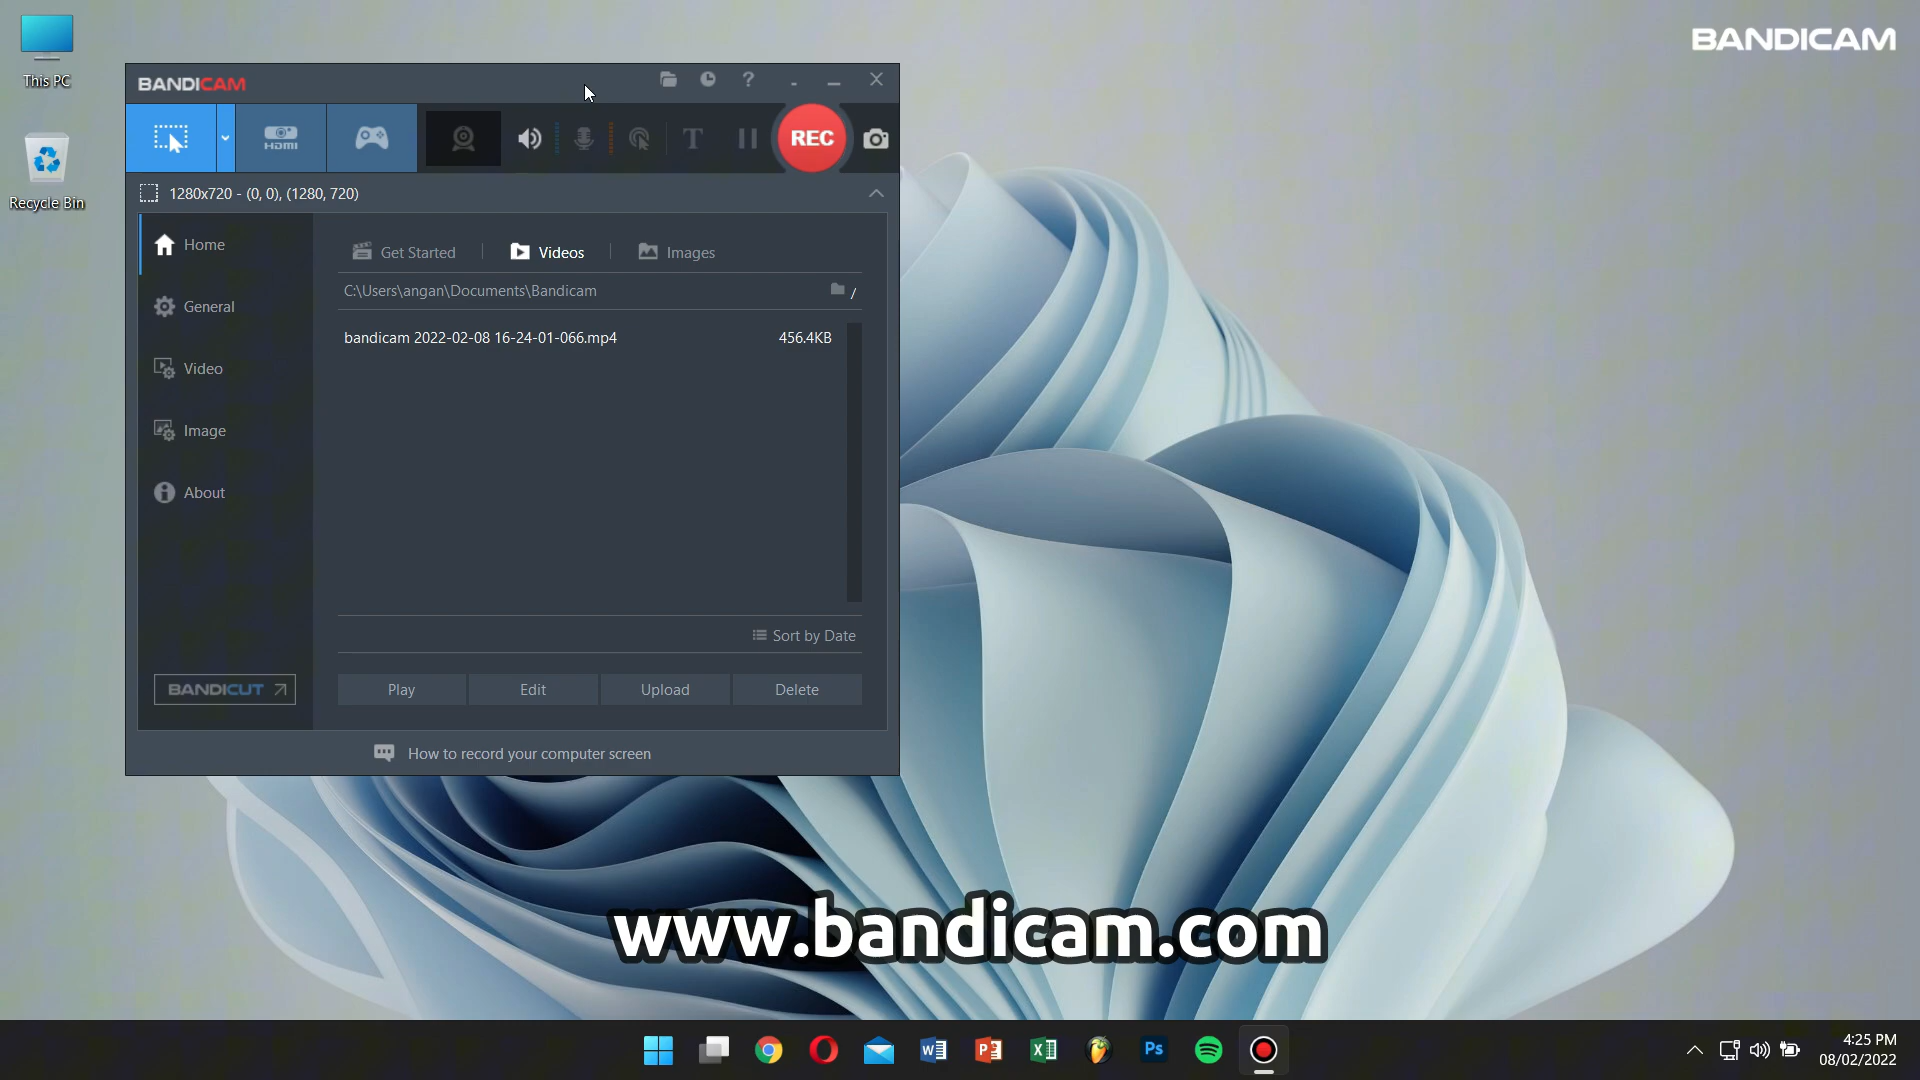 This PC
Recycle Bin
BANDICAM
BANDICAM
HDMI
T
REC
1280x720 - (0, 0), (1280, 720)
Home
General
Video
Image
About
BANDICUT
Get Started
Videos
Images
C:\Users\angan\Documents\Bandicam
/
bandicam 2022-02-08 16-24-01-066.mp4 456.4KB
Sort by Date
Play Edit Upload Delete
How to record your computer screen
www.bandicam.com
Ps
4:25 PM
08/02/2022